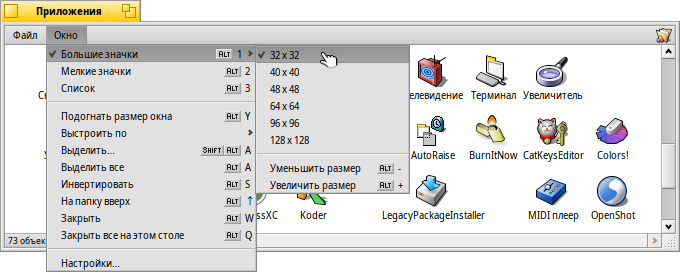 Приложения
Файл Окно
Большие значки ALT 1
Мелкие значки ALT 2
Список ALT 3
Подогнать размер окна ALT Y
Выстроить по
Выделить... SHIFT ALT A
Выделить все ALT A
Инвертировать ALT S
На папку вверх ALT ↑
Закрыть ALT W
Закрыть все на этом столе ALT Q
Настройки...
32 x 32
40 x 40
48 x 48
64 x 64
96 x 96
128 x 128
Уменьшить размер ALT -
Увеличить размер ALT +
левидение Терминал Увеличитель
AutoRaise BurnItNow CatKeysEditor Colors!
ssXC Koder LegacyPackageInstaller MIDI плеер OpenShot
73 объек